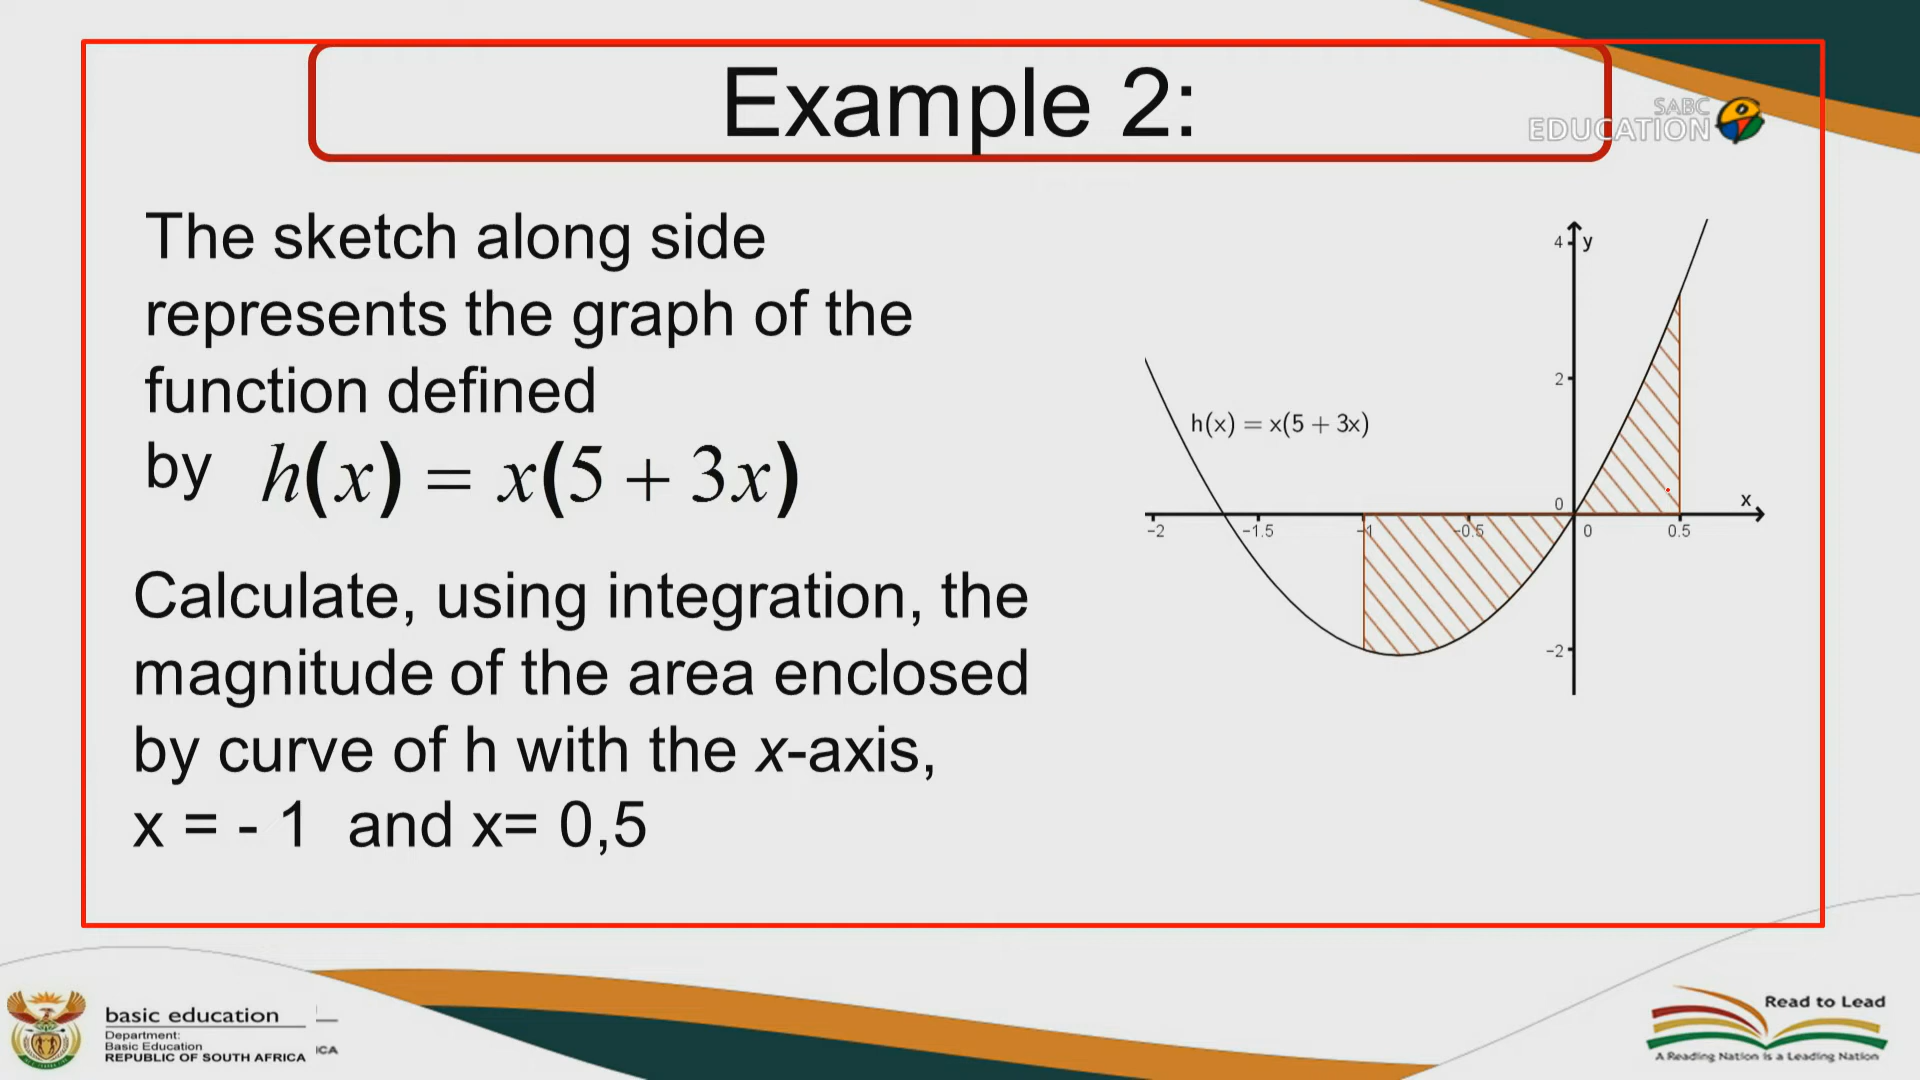 Example 2:
SABC
EDUCATION
The sketch along side
represents the graph of the
function defined
by h(x) = x(5 + 3x)
Calculate, using integration, the
magnitude of the area enclosed
by curve of h with the x-axis,
x = - 1 and x= 0,5
4
y
2
h(x) = x(5 + 3x)
0
x
−2
−1.5
−1
−0.5
0
0.5
−2
basic education
Department:
Basic Education
REPUBLIC OF SOUTH AFRICA
ICA
Read to Lead
A Reading Nation is a Leading Nation